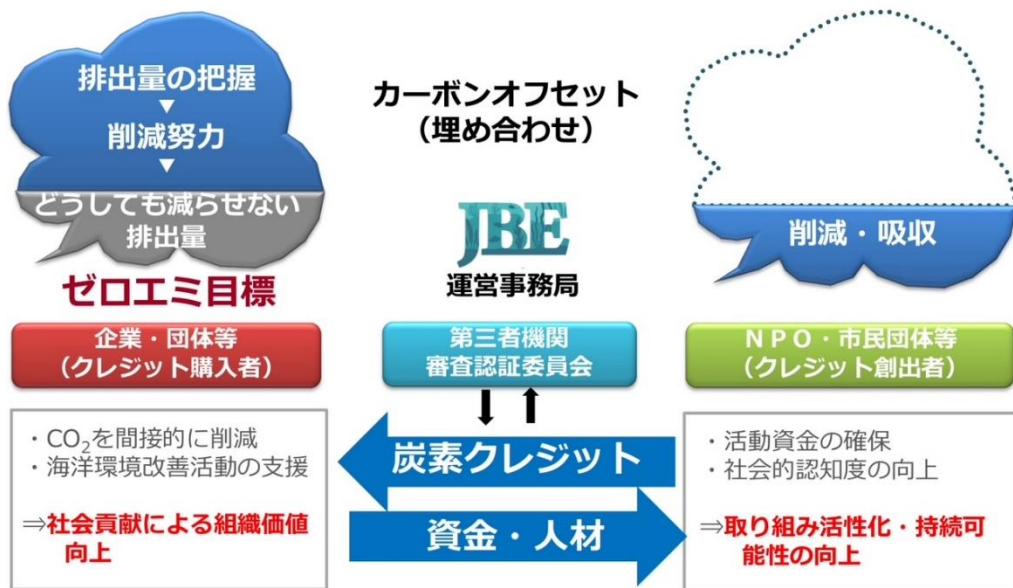 排出量の把握
▼
削減努力
▼
どうしても減らせない
排出量
ゼロエミ目標
カーボンオフセット
（埋め合わせ）
JBE
運営事務局
削減・吸収
企業・団体等
（クレジット購入者）
第三者機関
審査認証委員会
ＮＰＯ・市民団体等
（クレジット創出者）
・CO₂を間接的に削減
・海洋環境改善活動の支援
⇒社会貢献による組織価値
向上
炭素クレジット
資金・人材
・活動資金の確保
・社会的認知度の向上
⇒取り組み活性化・持続可
能性の向上